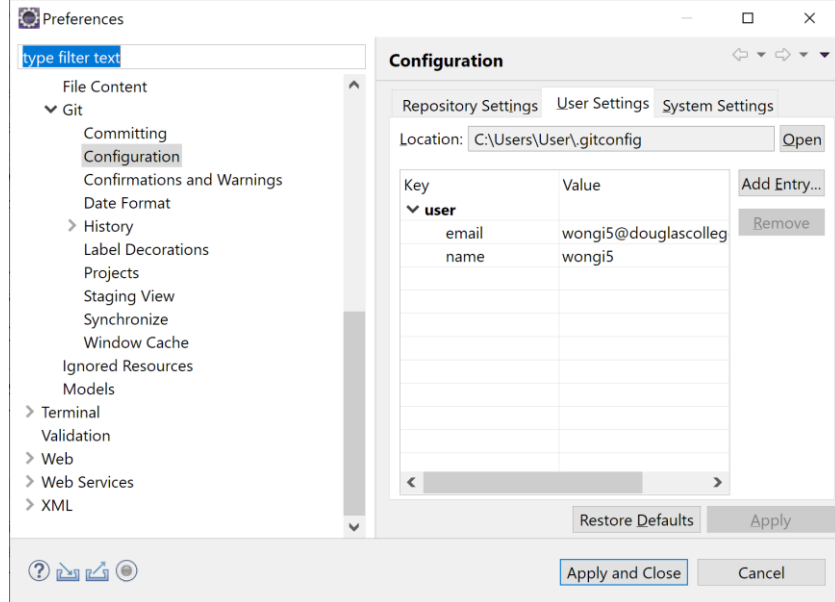 Preferences
type filter text
File Content
Git
Committing
Configuration
Confirmations and Warnings
Date Format
History
Label Decorations
Projects
Staging View
Synchronize
Window Cache
Ignored Resources
Models
Terminal
Validation
Web
Web Services
XML
Configuration
Repository Settings User Settings System Settings
Location: C:\Users\User\.gitconfig Open
Key Value Add Entry...
user
Remove
email wongi5@douglascolleg
name wongi5
Restore Defaults Apply
? Apply and Close Cancel